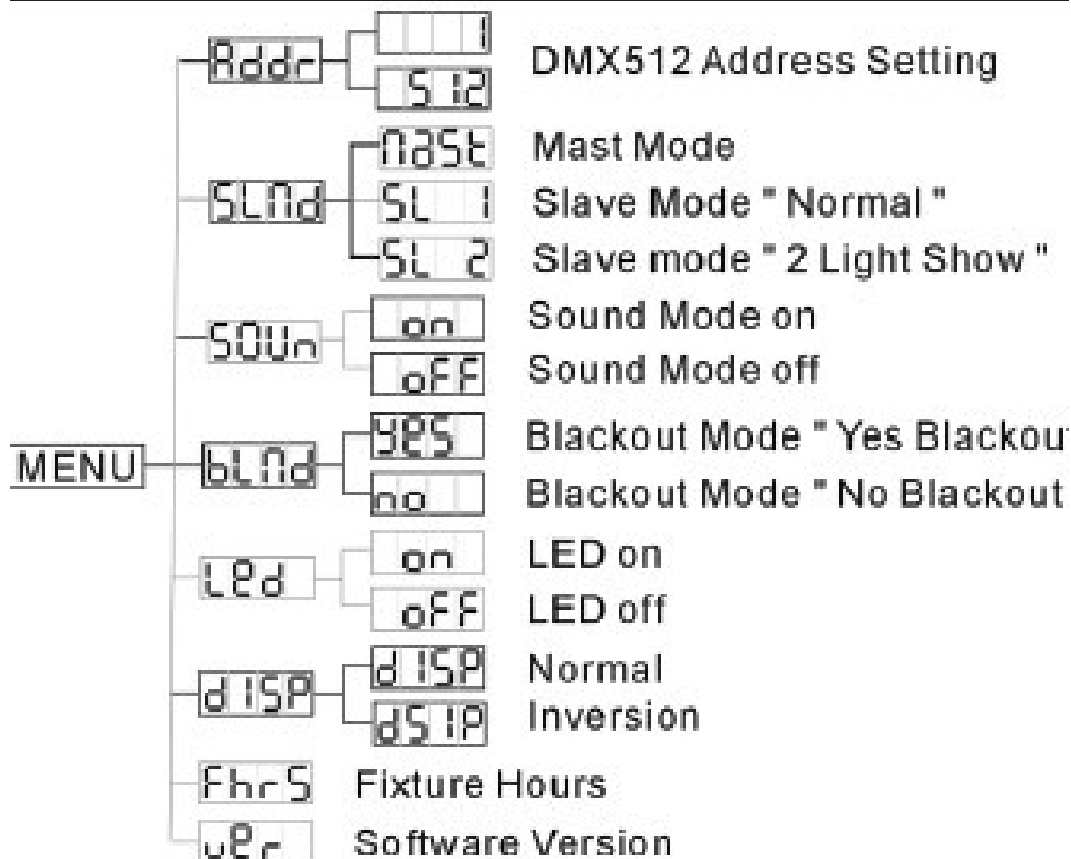 1
Addr
DMX512 Address Setting
512
MAST Mast Mode
SLMd SL 1 Slave Mode " Normal "
SL 2 Slave mode " 2 Light Show "
on Sound Mode on
SOUn
oFF Sound Mode off
yes Blackout Mode " Yes Blackout
MENU bLMd
no Blackout Mode " No Blackout
on LED on
Led
oFF LED off
dISP Normal
dISP
dSIP Inversion
FhrS Fixture Hours
ver Software Version